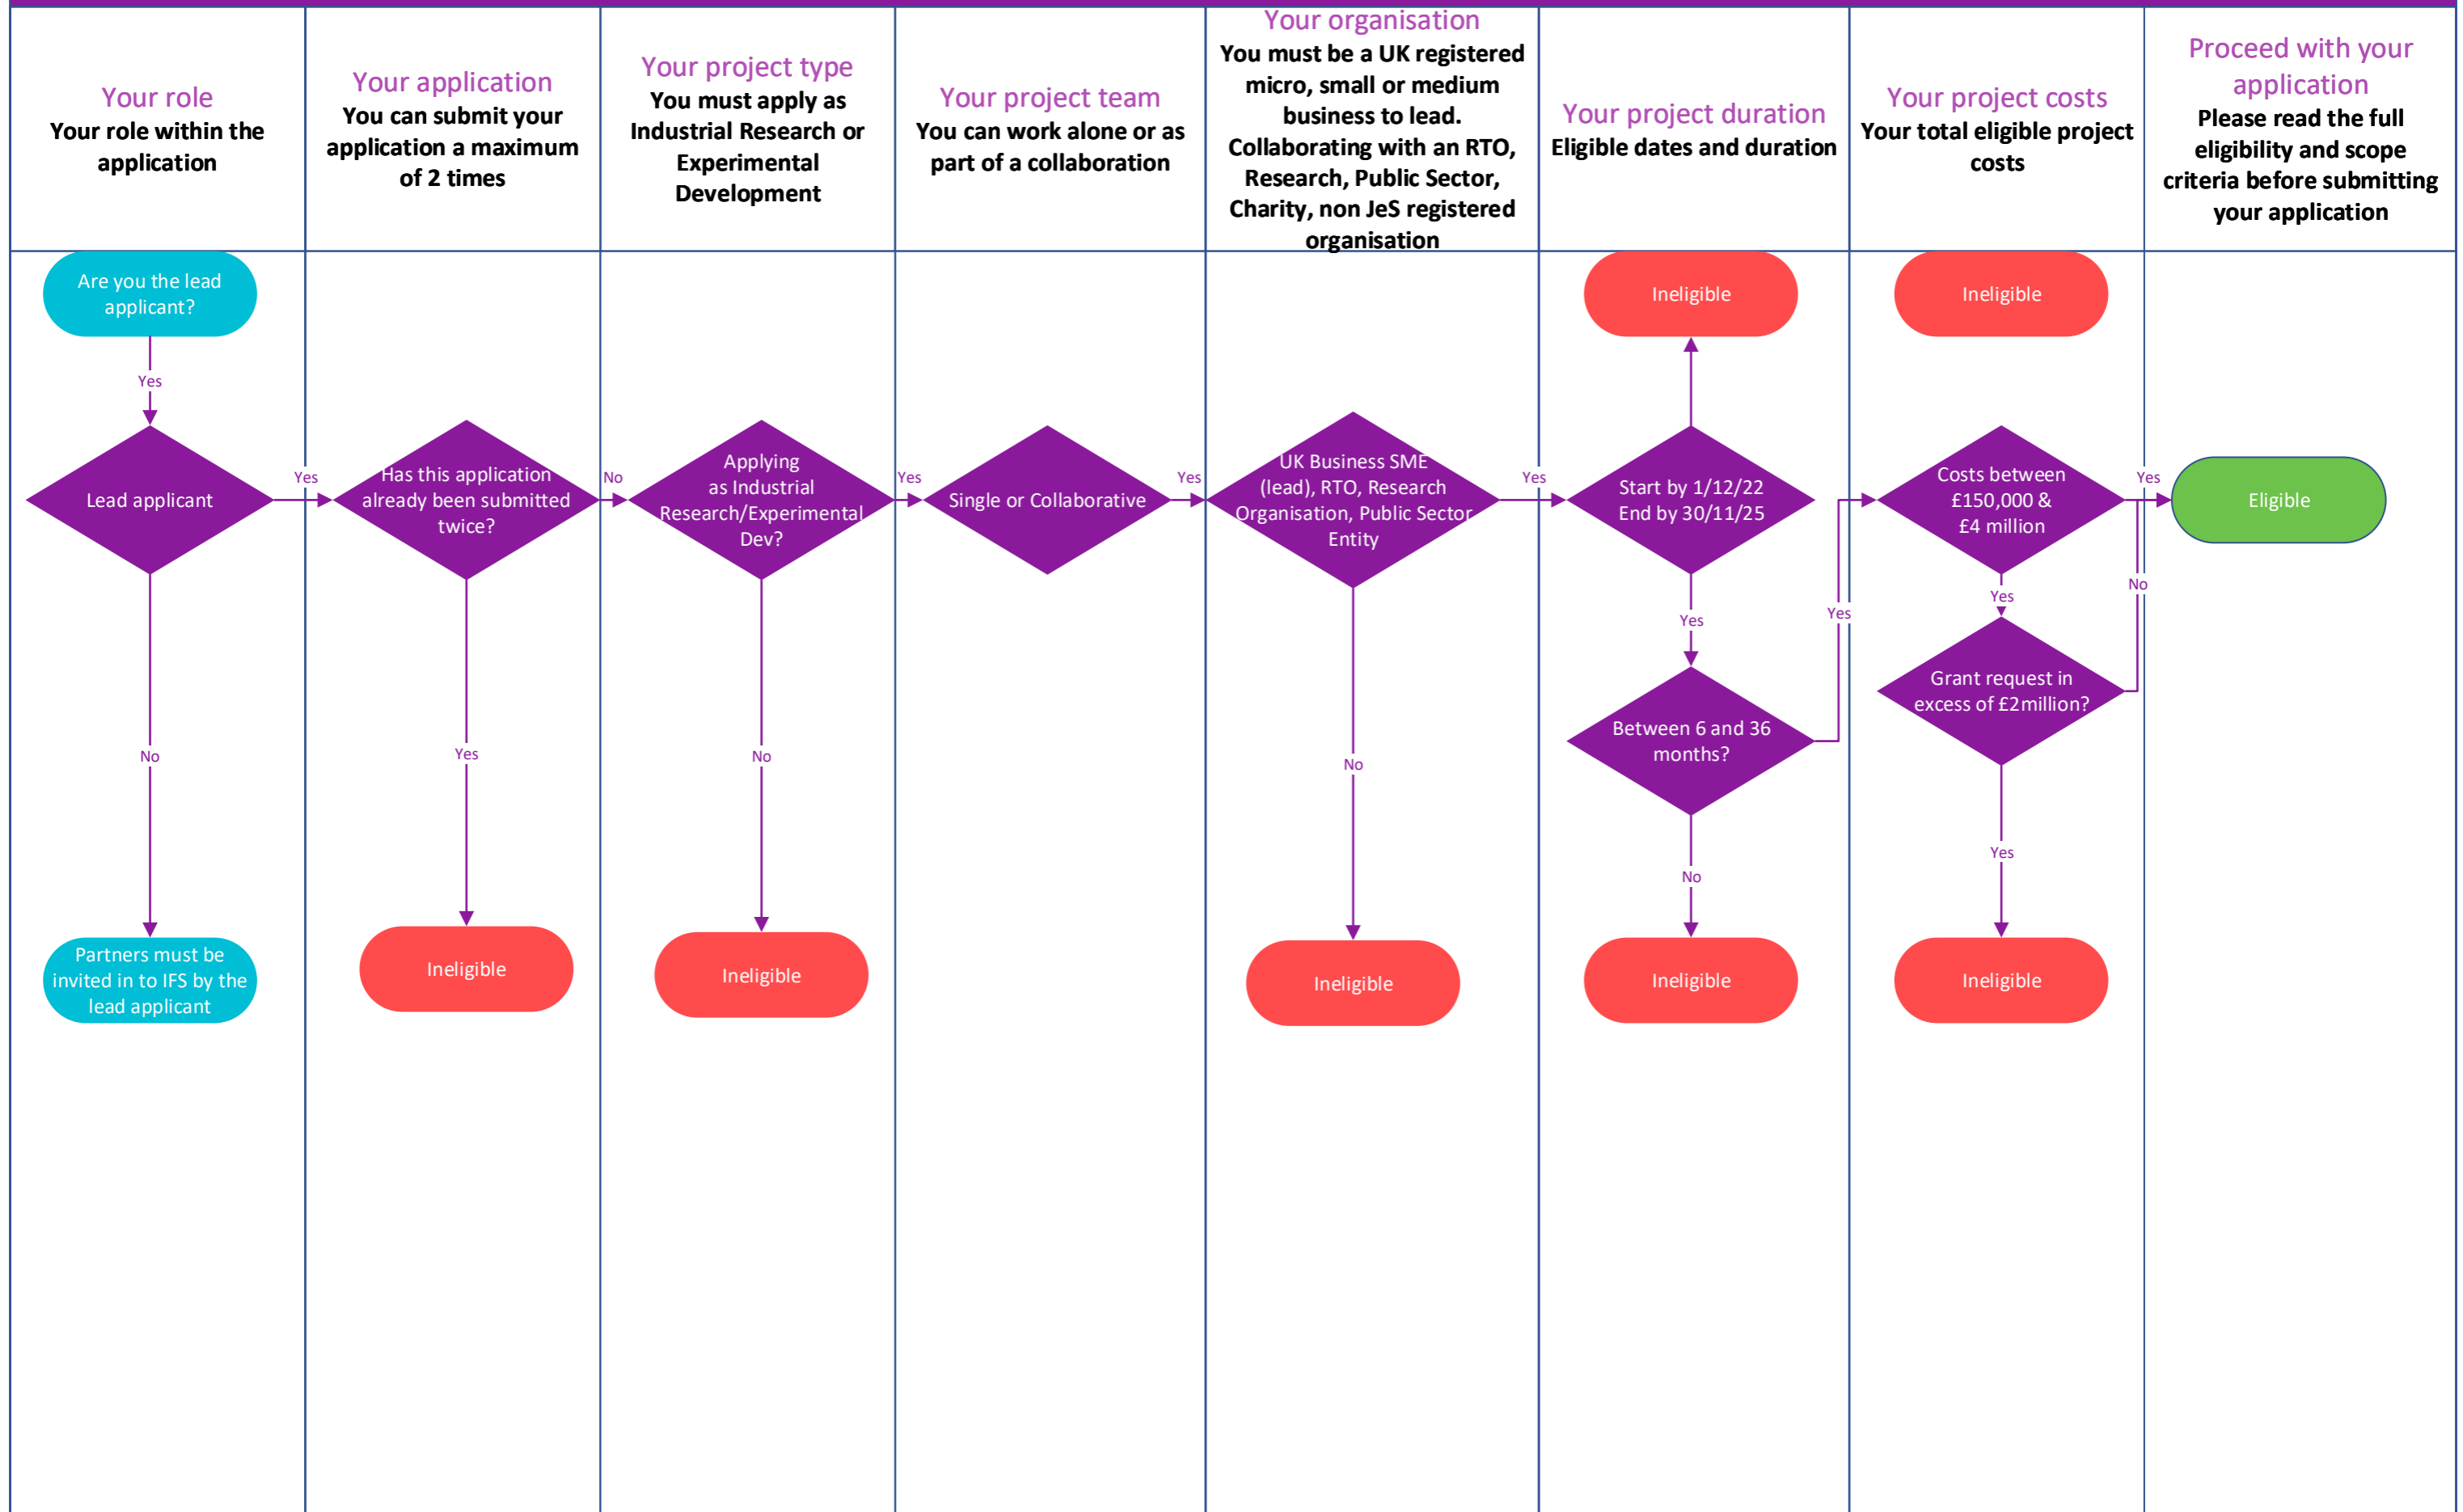 Your role
Your role within the
application
Your application
You can submit your
application a maximum
of 2 times
Your project type
You must apply as
Industrial Research or
Experimental
Development
Your project team
You can work alone or as
part of a collaboration
Your organisation
You must be a UK registered
micro, small or medium
business to lead.
Collaborating with an RTO,
Research, Public Sector,
Charity, non JeS registered
organisation
Your project duration
Eligible dates and duration
Your project costs
Your total eligible project
costs
Proceed with your
application
Please read the full
eligibility and scope
criteria before submitting
your application
Are you the lead
applicant?
Yes
Lead applicant
Yes
No
Partners must be
invited in to IFS by the
lead applicant
Has this application
already been submitted
twice?
No
Yes
Ineligible
Applying
as Industrial
Research/Experimental
Dev?
Yes
No
Ineligible
Single or Collaborative
Yes
UK Business SME
(lead), RTO, Research
Organisation, Public Sector
Entity
Yes
No
Ineligible
Ineligible
Start by 1/12/22
End by 30/11/25
Yes
Between 6 and 36
months?
Yes
No
Ineligible
Ineligible
Costs between
£150,000 &
£4 million
Yes
Yes
Grant request in
excess of £2million?
No
Yes
Ineligible
Eligible